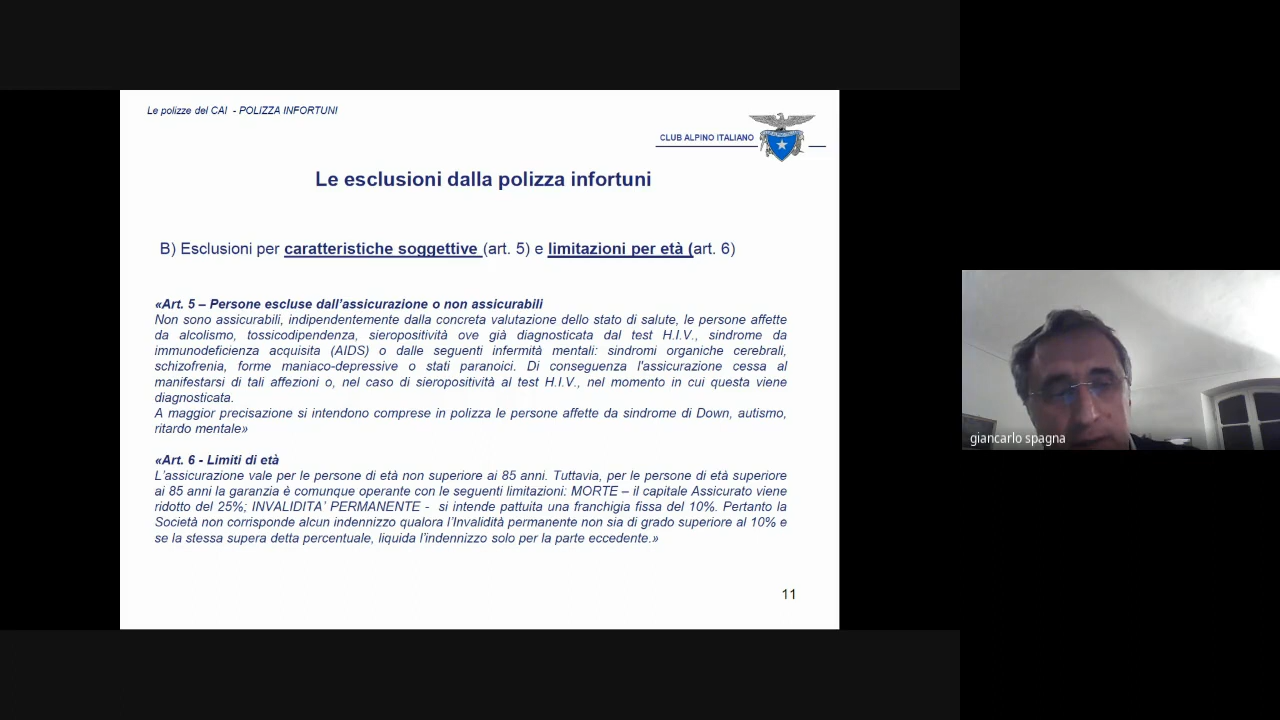 Le polizze del CAI - POLIZZA INFORTUNI
CLUB ALPINO ITALIANO
Le esclusioni dalla polizza infortuni
B) Esclusioni per caratteristiche soggettive (art. 5) e limitazioni per età (art. 6)
«Art. 5 – Persone escluse dall’assicurazione o non assicurabili
Non sono assicurabili, indipendentemente dalla concreta valutazione dello stato di salute, le persone affette
da alcolismo, tossicodipendenza, sieropositività ove già diagnosticata dal test H.I.V., sindrome da
immunodeficienza acquisita (AIDS) o dalle seguenti infermità mentali: sindromi organiche cerebrali,
schizofrenia, forme maniaco-depressive o stati paranoici. Di conseguenza l'assicurazione cessa al
manifestarsi di tali affezioni o, nel caso di sieropositività al test H.I.V., nel momento in cui questa viene
diagnosticata.
A maggior precisazione si intendono comprese in polizza le persone affette da sindrome di Down, autismo,
ritardo mentale»
«Art. 6 - Limiti di età
L’assicurazione vale per le persone di età non superiore ai 85 anni. Tuttavia, per le persone di età superiore
ai 85 anni la garanzia è comunque operante con le seguenti limitazioni: MORTE – il capitale Assicurato viene
ridotto del 25%; INVALIDITA’ PERMANENTE - si intende pattuita una franchigia fissa del 10%. Pertanto la
Società non corrisponde alcun indennizzo qualora l’Invalidità permanente non sia di grado superiore al 10% e
se la stessa supera detta percentuale, liquida l’indennizzo solo per la parte eccedente.»
11
giancarlo spagna